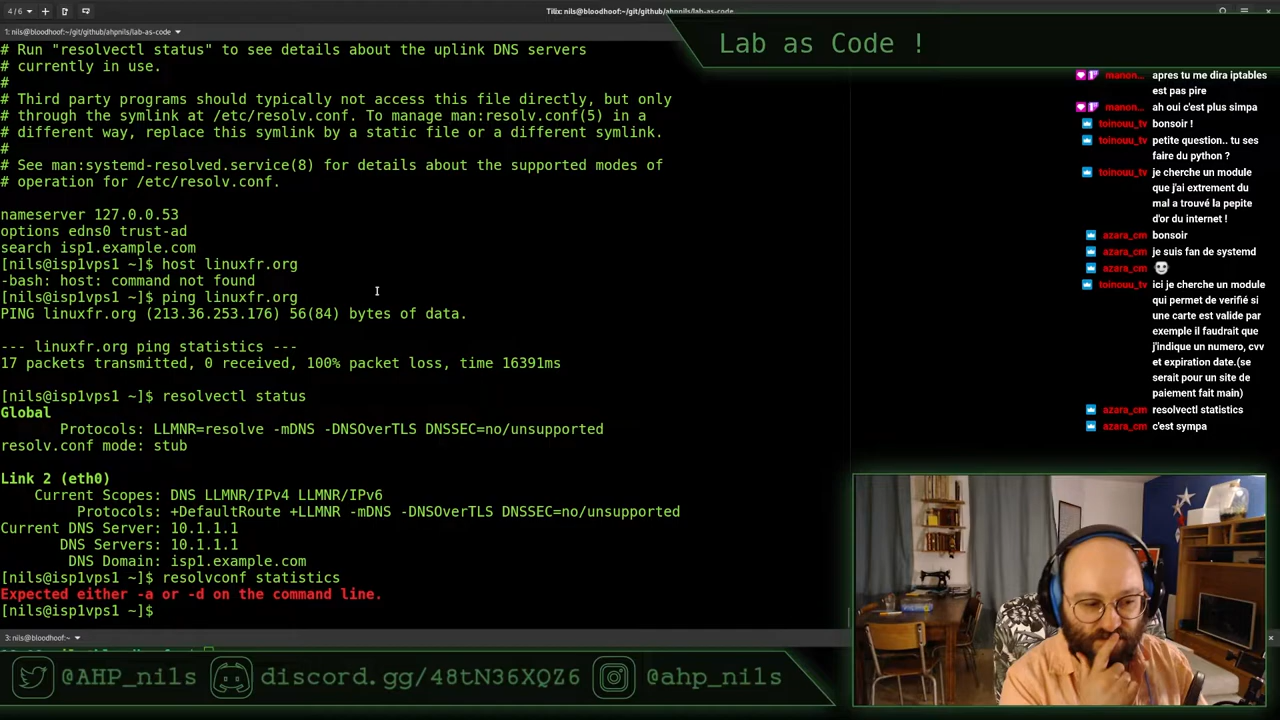 4 / 6
Tilix: nils@bloodhoof:~/git/github/ahpnils/lab-as-code
1: nils@bloodhoof:~/git/github/ahpnils/lab-as-code
# Run "resolvectl status" to see details about the uplink DNS servers
# currently in use.
#
# Third party programs should typically not access this file directly, but only
# through the symlink at /etc/resolv.conf. To manage man:resolv.conf(5) in a
# different way, replace this symlink by a static file or a different symlink.
#
# See man:systemd-resolved.service(8) for details about the supported modes of
# operation for /etc/resolv.conf.
nameserver 127.0.0.53
options edns0 trust-ad
search isp1.example.com
[nils@isp1vps1 ~]$ host linuxfr.org
-bash: host: command not found
[nils@isp1vps1 ~]$ ping linuxfr.org
PING linuxfr.org (213.36.253.176) 56(84) bytes of data.
--- linuxfr.org ping statistics ---
17 packets transmitted, 0 received, 100% packet loss, time 16391ms
[nils@isp1vps1 ~]$ resolvectl status
Global
Protocols: LLMNR=resolve -mDNS -DNSOverTLS DNSSEC=no/unsupported
resolv.conf mode: stub
Link 2 (eth0)
Current Scopes: DNS LLMNR/IPv4 LLMNR/IPv6
Protocols: +DefaultRoute +LLMNR -mDNS -DNSOverTLS DNSSEC=no/unsupported
Current DNS Server: 10.1.1.1
DNS Servers: 10.1.1.1
DNS Domain: isp1.example.com
[nils@isp1vps1 ~]$ resolvconf statistics
Expected either -a or -d on the command line.
[nils@isp1vps1 ~]$
3: nils@bloodhoof:~
Lab as Code !
manon... apres tu me dira iptables
est pas pire
manon... ah oui c'est plus simpa
toinouu_tv bonsoir !
toinouu_tv petite question.. tu ses
faire du python ?
toinouu_tv je cherche un module
que j'ai extrement du
mal a trouvé la pepite
d'or du internet !
azara_cm bonsoir
azara_cm je suis fan de systemd
azara_cm
toinouu_tv ici je cherche un module
qui permet de verifié si
une carte est valide par
exemple il faudrait que
j'indique un numero, cvv
et expiration date.(se
serait pour un site de
paiement fait main)
azara_cm resolvectl statistics
azara_cm c'est sympa
@AHP_nils
discord.gg/48tN36XQZ6
@ahp_nils